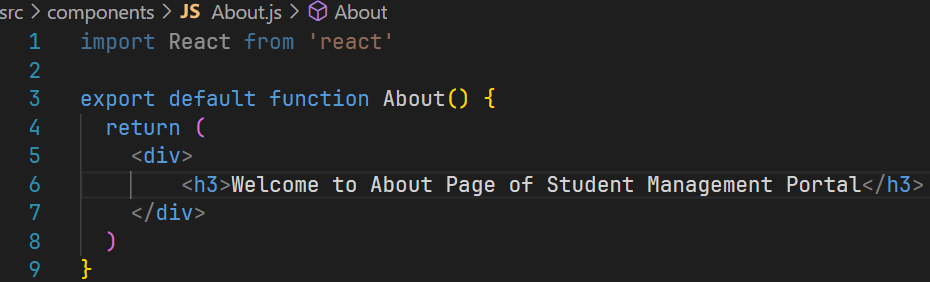 src > components > JS About.js > About
1 import React from 'react'
2
3 export default function About() {
4   return (
5     <div>
6         <h3>Welcome to About Page of Student Management Portal</h3>
7     </div>
8   )
9 }